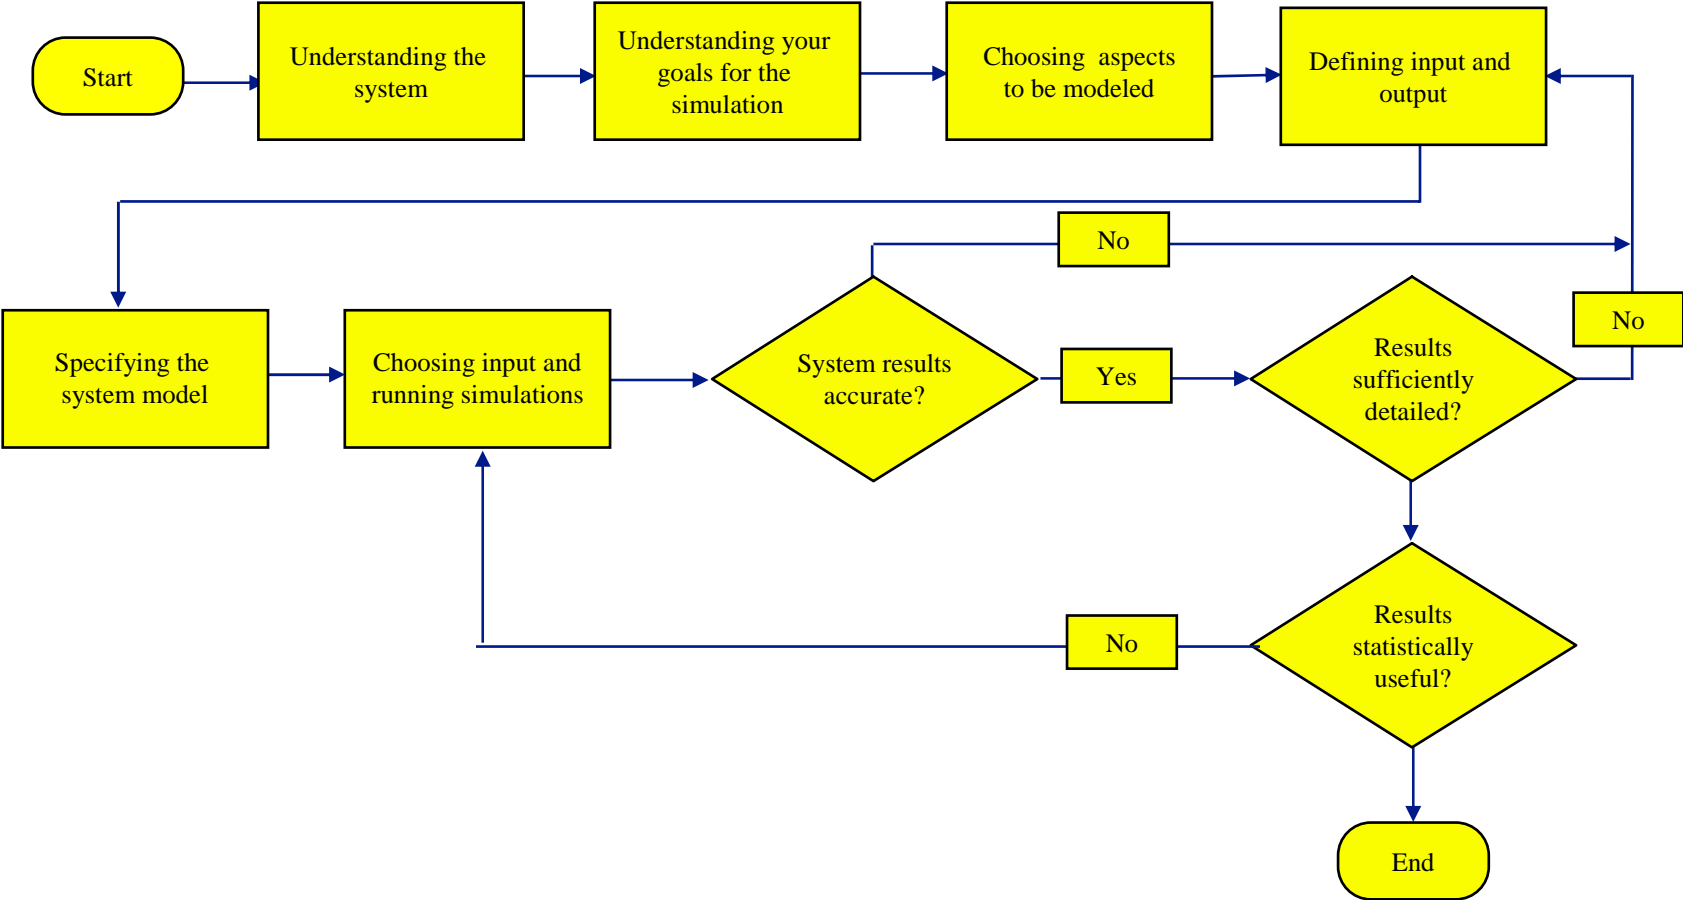 Start
Understanding the
system
Understanding your
goals for the
simulation
Choosing  aspects
to be modeled
Defining input and
output
No
No
Specifying the
system model
Choosing input and
running simulations
System results
accurate?
Yes
Results
sufficiently
detailed?
No
Results
statistically
useful?
End